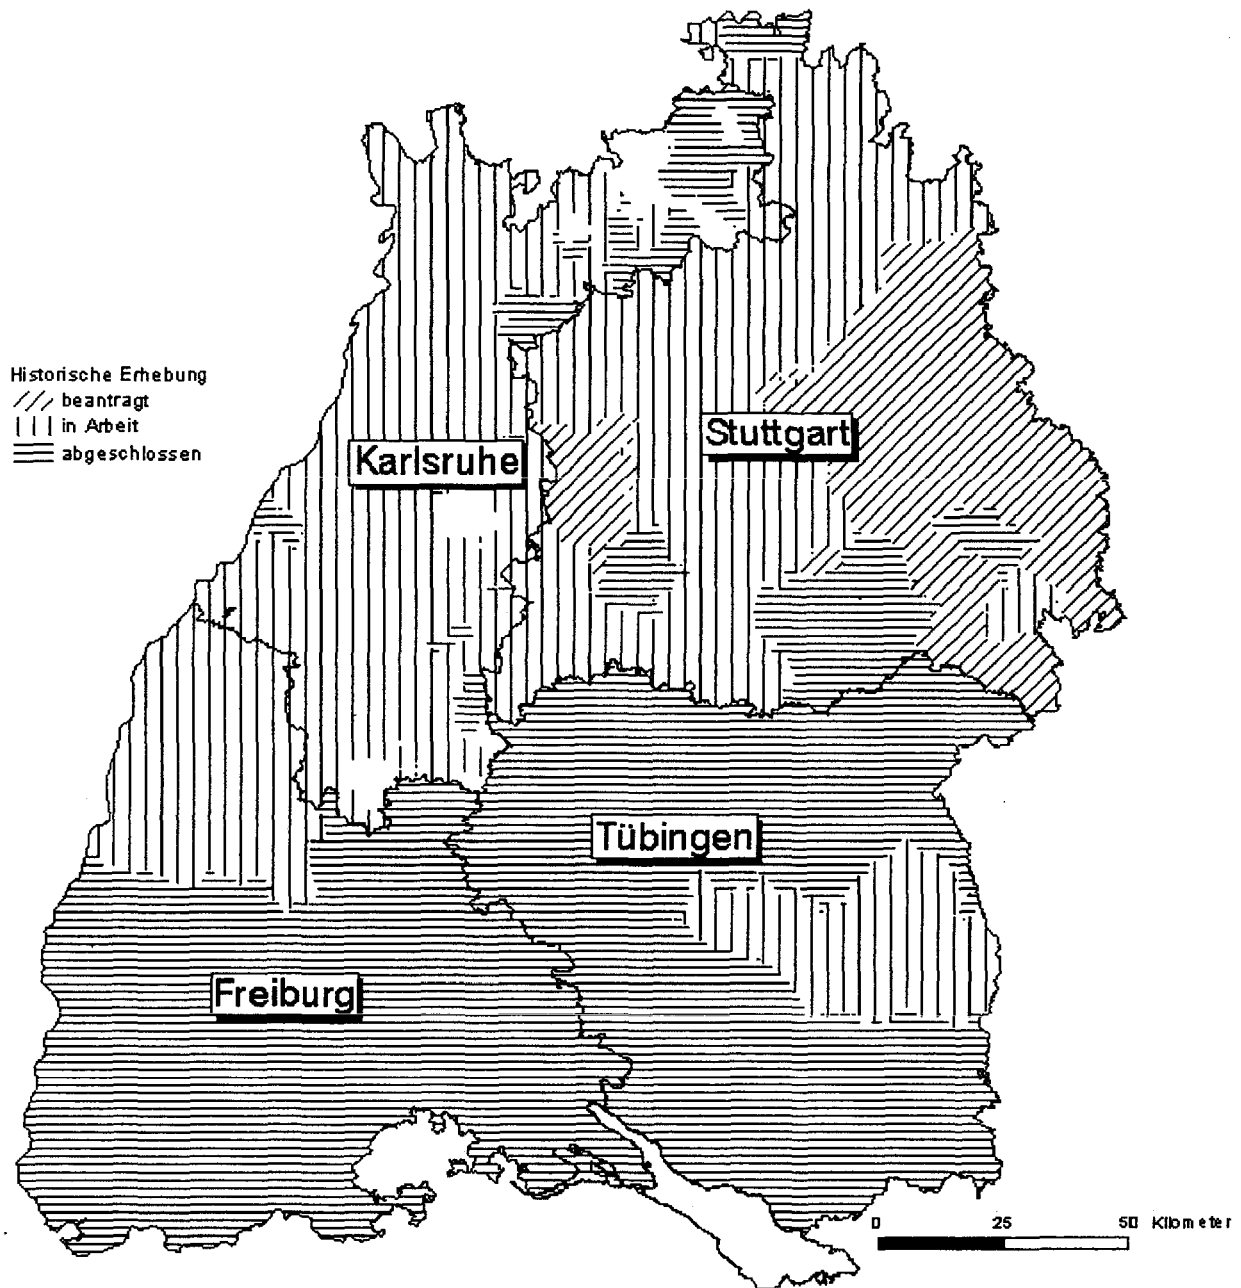 Historische Erhebung
beantragt
in Arbeit
abgeschlossen
Karlsruhe
Stuttgart
Tübingen
Freiburg
0 25 50 Kilometer